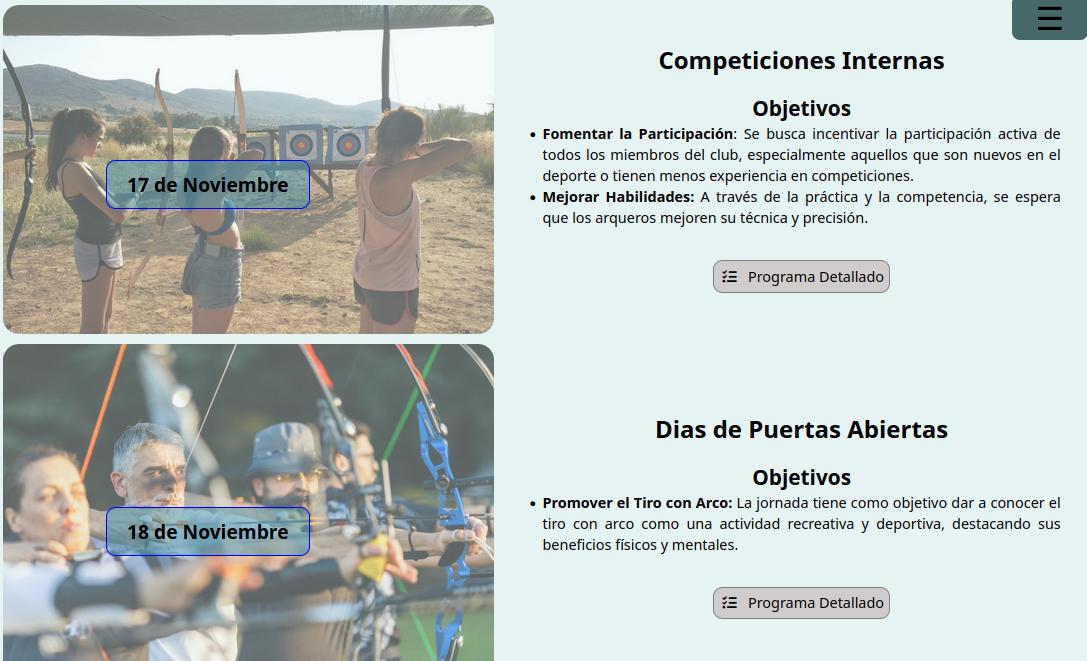 17 de Noviembre
Competiciones Internas
Objetivos
• Fomentar la Participación: Se busca incentivar la participación activa de
todos los miembros del club, especialmente aquellos que son nuevos en el
deporte o tienen menos experiencia en competiciones.
• Mejorar Habilidades: A través de la práctica y la competencia, se espera
que los arqueros mejoren su técnica y precisión.
Programa Detallado
18 de Noviembre
Dias de Puertas Abiertas
Objetivos
• Promover el Tiro con Arco: La jornada tiene como objetivo dar a conocer el
tiro con arco como una actividad recreativa y deportiva, destacando sus
beneficios físicos y mentales.
Programa Detallado